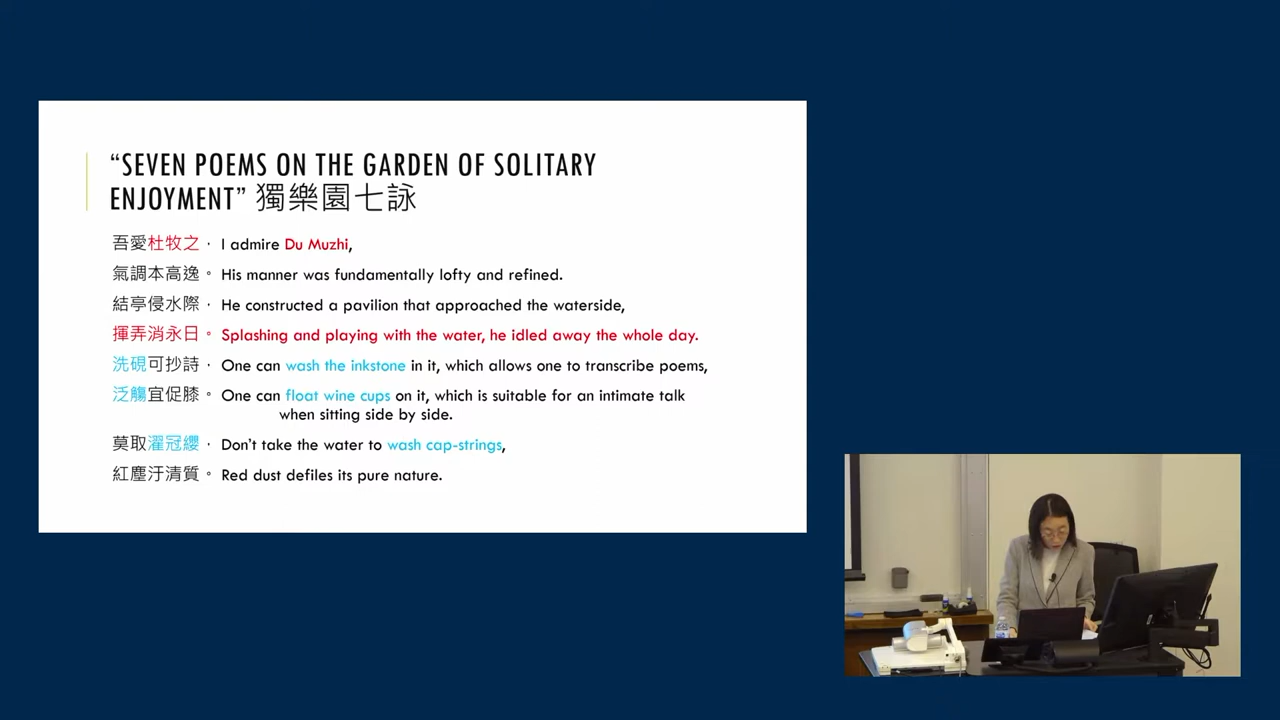 “SEVEN POEMS ON THE GARDEN OF SOLITARY
ENJOYMENT” 獨樂園七詠
吾愛杜牧之· I admire Du Muzhi,
氣調本高逸。 His manner was fundamentally lofty and refined.
結亭侵水際· He constructed a pavilion that approached the waterside,
揮弄消永日。 Splashing and playing with the water, he idled away the whole day.
洗硯可抄詩· One can wash the inkstone in it, which allows one to transcribe poems,
泛觴宜促膝。 One can float wine cups on it, which is suitable for an intimate talk
when sitting side by side.
莫取濯冠纓· Don’t take the water to wash cap-strings,
紅塵汙清質。 Red dust defiles its pure nature.